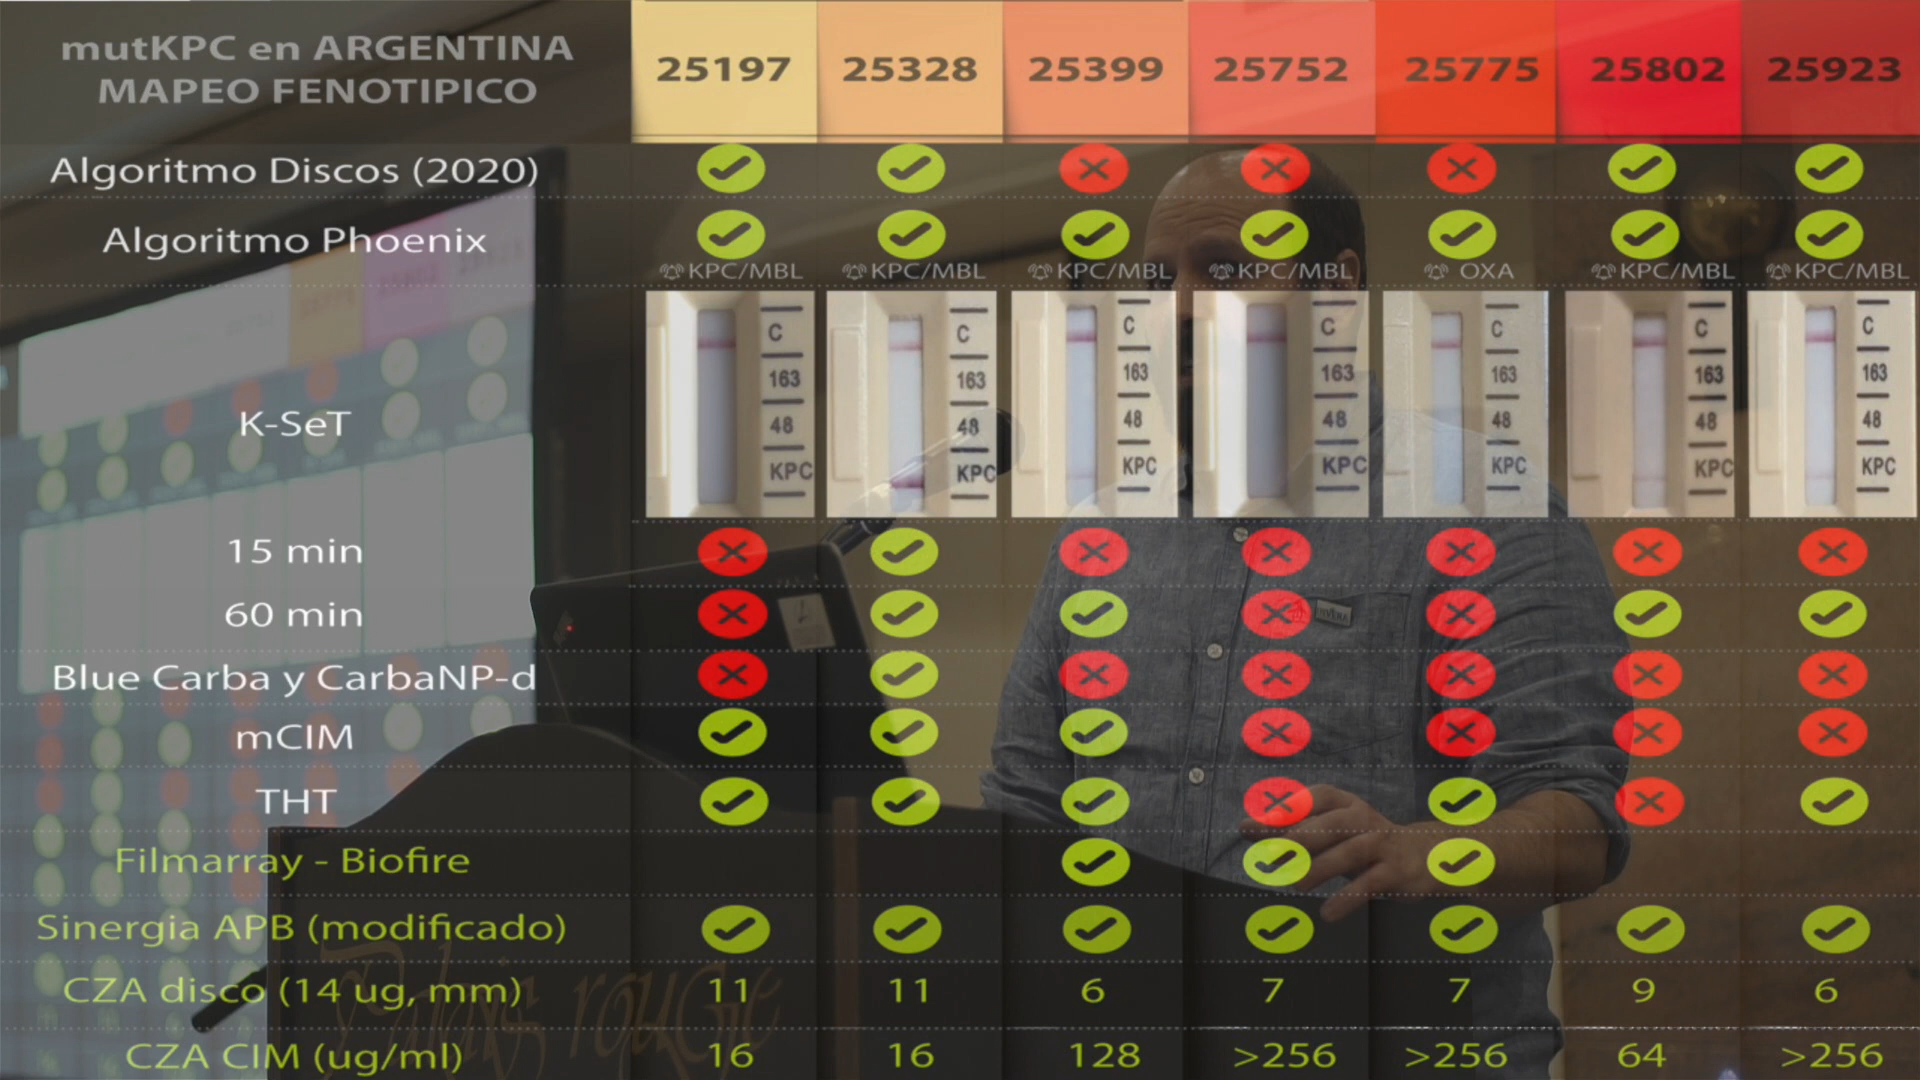 mutKPC en ARGENTINA
MAPEO FENOTIPICO
25197 25328 25399 25752 25775 25802 25923
Algoritmo Discos (2020)
Algoritmo Phoenix
KPC/MBL KPC/MBL KPC/MBL KPC/MBL OXA KPC/MBL KPC/MBL
K-SeT
C C C C C C C
163 163 163 163 163 163 163
48 48 48 48 48 48 48
KPC KPC KPC KPC KPC KPC KPC
15 min
60 min
Blue Carba y CarbaNP-d
mCIM
THT
Filmarray - Biofire
Sinergia APB (modificado)
CZA disco (14 ug, mm) 11 11 6 7 7 9 6
CZA CIM (ug/ml) 16 16 128 >256 >256 64 >256
rouge